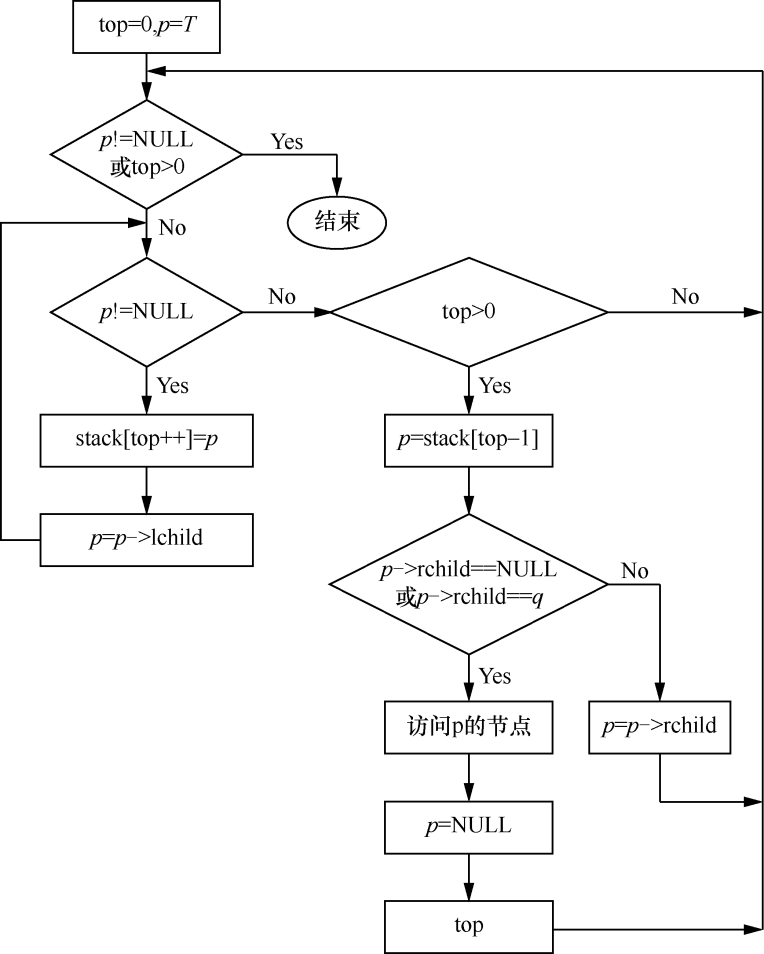 top=0,p=T
p!=NULL
或top>0
Yes
结束
No
p!=NULL
No
top>0
No
Yes
Yes
stack[top++]=p
p=stack[top−1]
p=p−>lchild
p−>rchild==NULL
或p−>rchild==q
No
Yes
访问p的节点
p=p−>rchild
p=NULL
top